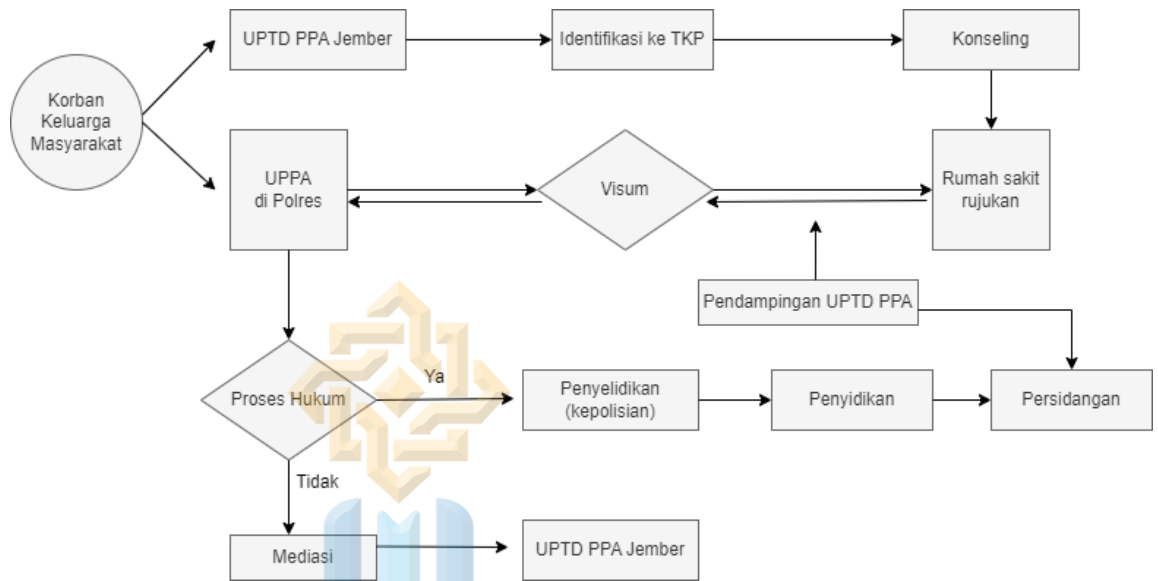 UPTD PPA Jember
Identifikasi ke TKP
Konseling
Korban
Keluarga
Masyarakat
UPPA
di Polres
Visum
Rumah sakit
rujukan
Pendampingan UPTD PPA
Proses Hukum
Ya
Penyelidikan
(kepolisian)
Penyidikan
Persidangan
Tidak
Mediasi
UPTD PPA Jember